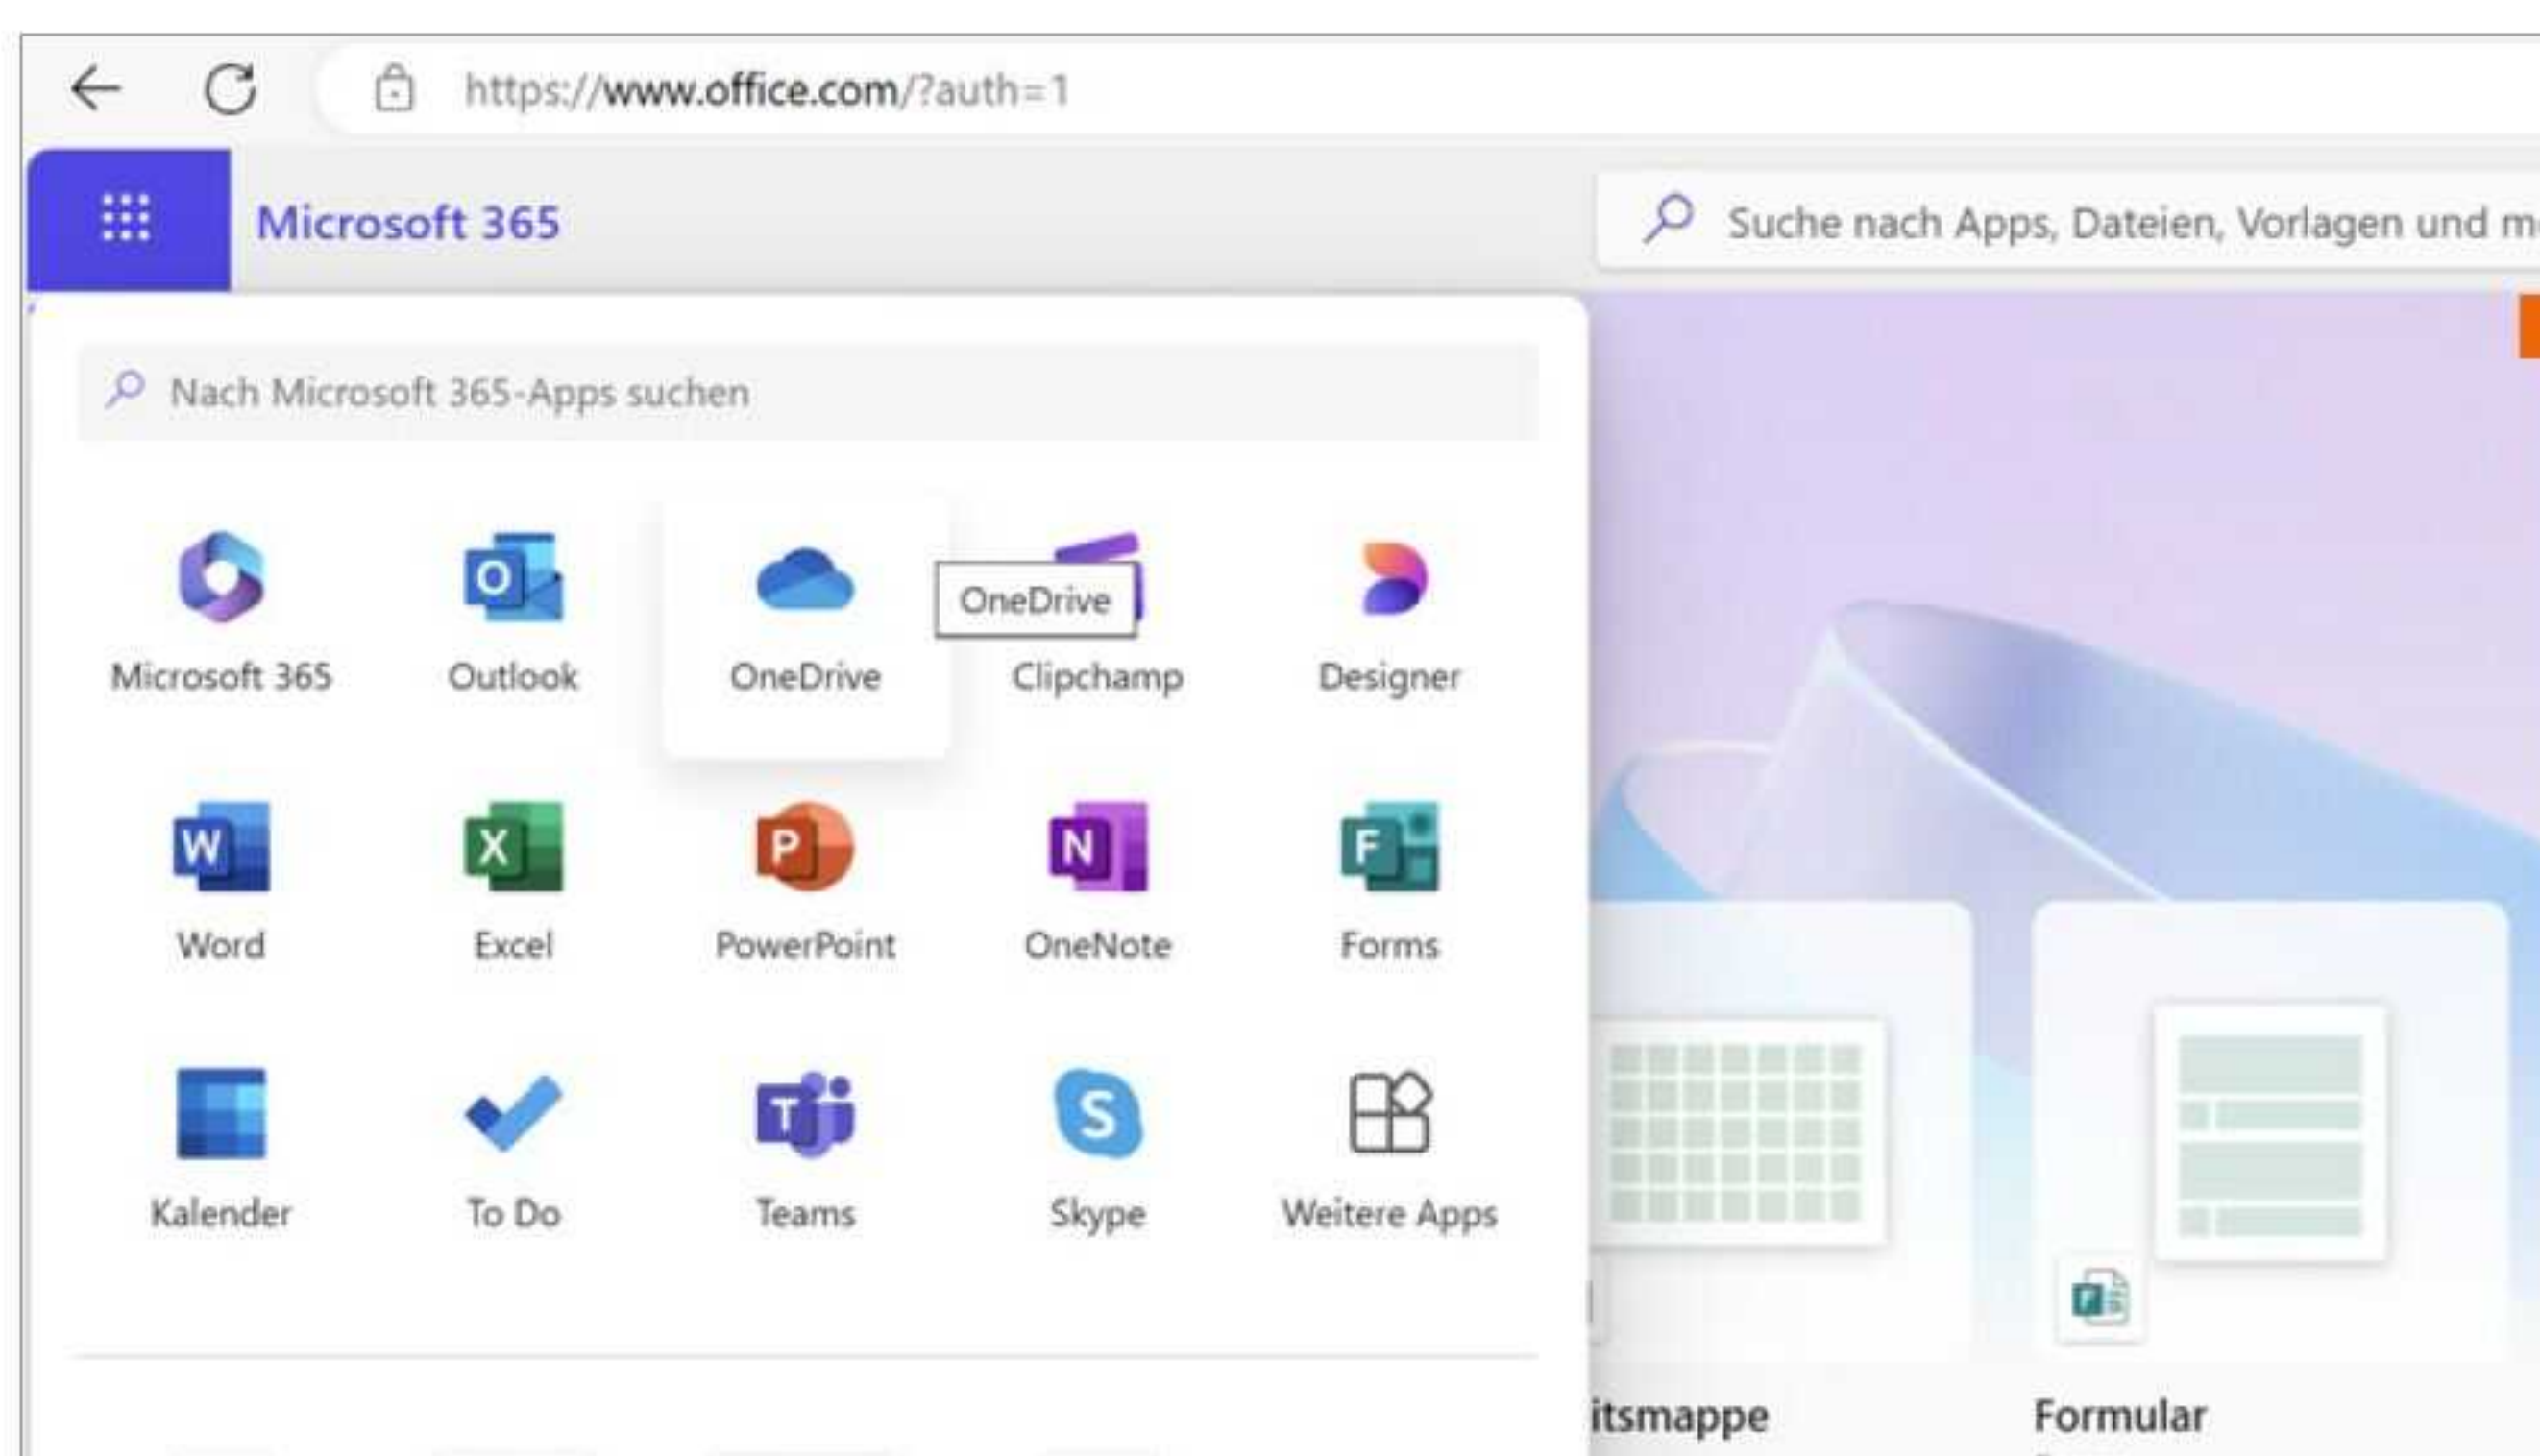 https://www.office.com/?auth=1
Microsoft 365
Suche nach Apps, Dateien, Vorlagen und m
Nach Microsoft 365-Apps suchen
Microsoft 365 Outlook OneDrive Clipchamp Designer
OneDrive
Word Excel PowerPoint OneNote Forms
Kalender To Do Teams Skype Weitere Apps
itsmappe
Formular